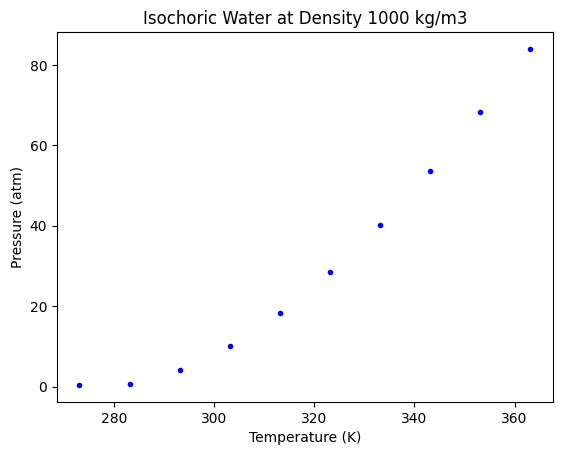 Isochoric Water at Density 1000 kg/m3
Pressure (atm)
80
60
40
20
0
280 300 320 340 360
Temperature (K)